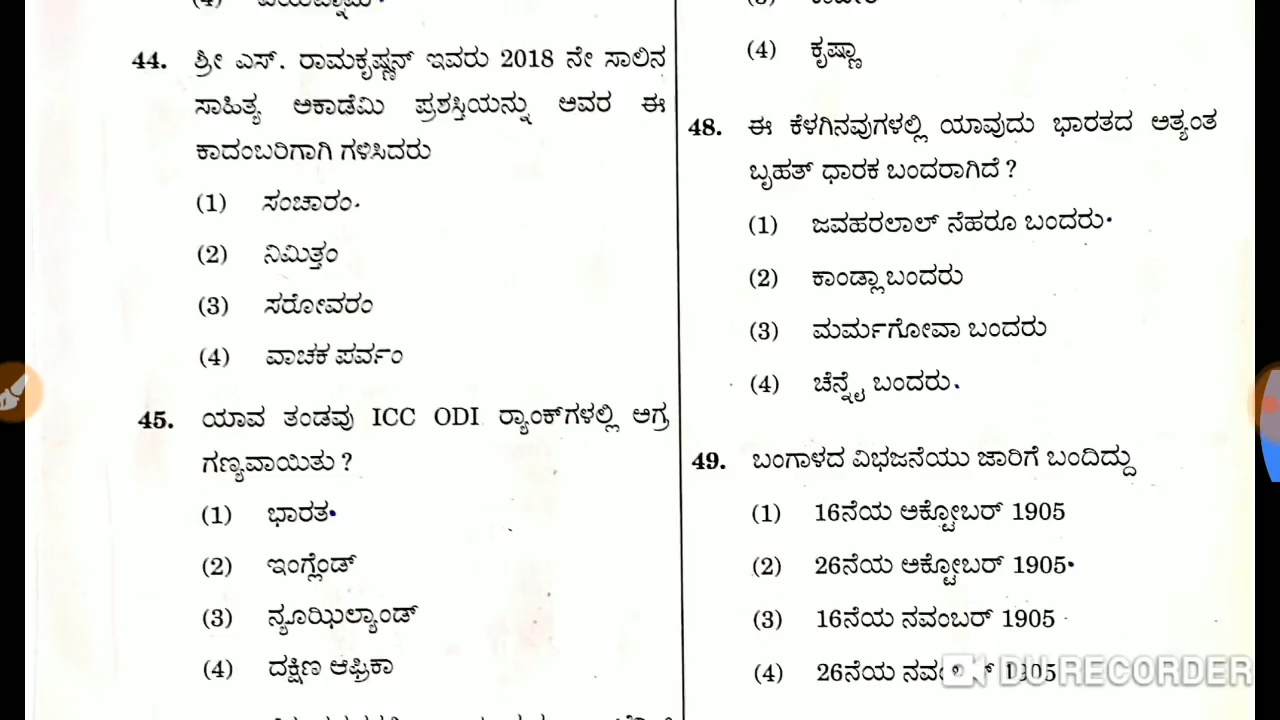 44. ಶ್ರೀ ಎಸ್. ರಾಮಕೃಷ್ಣನ್ ಇವರು 2018 ನೇ ಸಾಲಿನ
ಸಾಹಿತ್ಯ ಅಕಾಡೆಮಿ ಪ್ರಶಸ್ತಿಯನ್ನು ಅವರ ಈ
ಕಾದಂಬರಿಗಾಗಿ ಗಳಿಸಿದರು
(1) ಸಂಚಾರಂ
(2) ನಿಮಿತ್ತಂ
(3) ಸರೋವರಂ
(4) ವಾಚಕ ಪರ್ವಂ
45. ಯಾವ ತಂಡವು ICC ODI ರ‍್ಯಾಂಕ್‌ಗಳಲ್ಲಿ ಅಗ್ರ
ಗಣ್ಯವಾಯಿತು ?
(1) ಭಾರತ
(2) ಇಂಗ್ಲೆಂಡ್
(3) ನ್ಯೂಝಿಲ್ಯಾಂಡ್
(4) ದಕ್ಷಿಣ ಆಫ್ರಿಕಾ
(4) ಕೃಷ್ಣಾ
48. ಈ ಕೆಳಗಿನವುಗಳಲ್ಲಿ ಯಾವುದು ಭಾರತದ ಅತ್ಯಂತ
ಬೃಹತ್ ಧಾರಕ ಬಂದರಾಗಿದೆ ?
(1) ಜವಹರಲಾಲ್ ನೆಹರೂ ಬಂದರು
(2) ಕಾಂಡ್ಲಾ ಬಂದರು
(3) ಮರ್ಮಗೋವಾ ಬಂದರು
(4) ಚೆನ್ನೈ ಬಂದರು
49. ಬಂಗಾಳದ ವಿಭಜನೆಯು ಜಾರಿಗೆ ಬಂದಿದ್ದು
(1) 16ನೆಯ ಅಕ್ಟೋಬರ್ 1905
(2) 26ನೆಯ ಅಕ್ಟೋಬರ್ 1905
(3) 16ನೆಯ ನವಂಬರ್ 1905
(4) 26ನೆಯ 1905
DU RECORDER